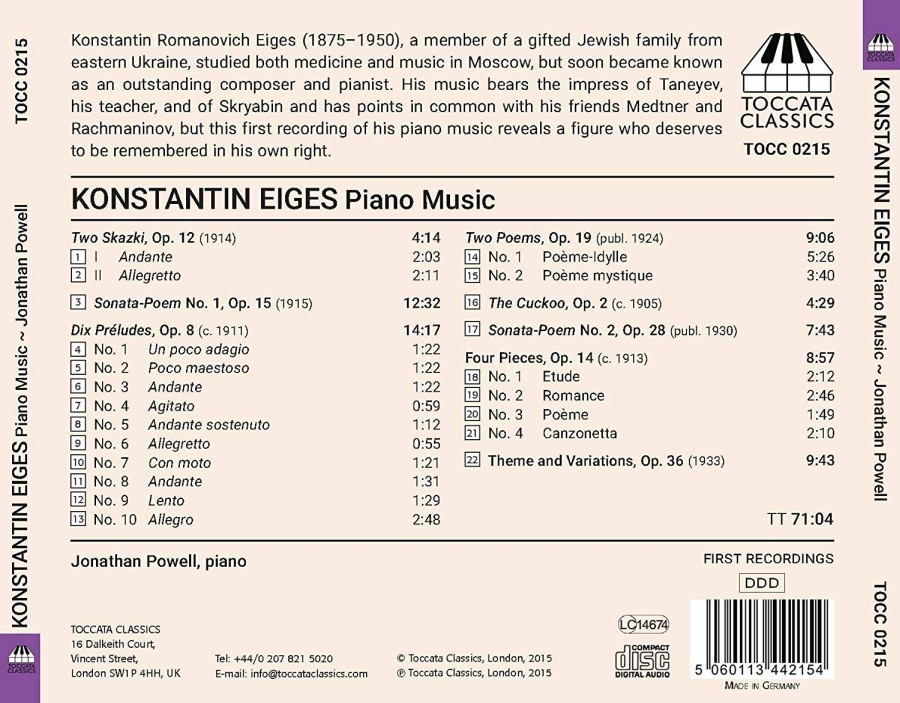 TOCC 0215
KONSTANTIN EIGES Piano Music ~ Jonathan Powell
TOCCATA
CLASSICS
Konstantin Romanovich Eiges (1875–1950), a member of a gifted Jewish family from
eastern Ukraine, studied both medicine and music in Moscow, but soon became known
as an outstanding composer and pianist. His music bears the impress of Taneyev,
his teacher, and of Skryabin and has points in common with his friends Medtner and
Rachmaninov, but this first recording of his piano music reveals a figure who deserves
to be remembered in his own right.
TOCCATA
CLASSICS
TOCC 0215
KONSTANTIN EIGES Piano Music
Two Skazki, Op. 12 (1914) 4:14
1 I Andante 2:03
2 II Allegretto 2:11
3 Sonata-Poem No. 1, Op. 15 (1915) 12:32
Dix Préludes, Op. 8 (c. 1911) 14:17
4 No. 1 Un poco adagio 1:22
5 No. 2 Poco maestoso 1:22
6 No. 3 Andante 1:22
7 No. 4 Agitato 0:59
8 No. 5 Andante sostenuto 1:12
9 No. 6 Allegretto 0:55
10 No. 7 Con moto 1:21
11 No. 8 Andante 1:31
12 No. 9 Lento 1:29
13 No. 10 Allegro 2:48
Two Poems, Op. 19 (publ. 1924) 9:06
14 No. 1 Poème-Idylle 5:26
15 No. 2 Poème mystique 3:40
16 The Cuckoo, Op. 2 (c. 1905) 4:29
17 Sonata-Poem No. 2, Op. 28 (publ. 1930) 7:43
Four Pieces, Op. 14 (c. 1913) 8:57
18 No. 1 Etude 2:12
19 No. 2 Romance 2:46
20 No. 3 Poème 1:49
21 No. 4 Canzonetta 2:10
22 Theme and Variations, Op. 36 (1933) 9:43
TT 71:04
Jonathan Powell, piano
FIRST RECORDINGS
DDD
TOCCATA CLASSICS
16 Dalkeith Court,
Vincent Street,
London SW1P 4HH, UK
Tel: +44/0 207 821 5020
E-mail: info@toccataclassics.com
© Toccata Classics, London, 2015
℗ Toccata Classics, London, 2015
LC14674
COMPACT
disc
DIGITAL AUDIO
5 060113 442154
MADE IN GERMANY
TOCCATA
CLASSICS
KONSTANTIN EIGES Piano Music ~ Jonathan Powell
TOCC 0215